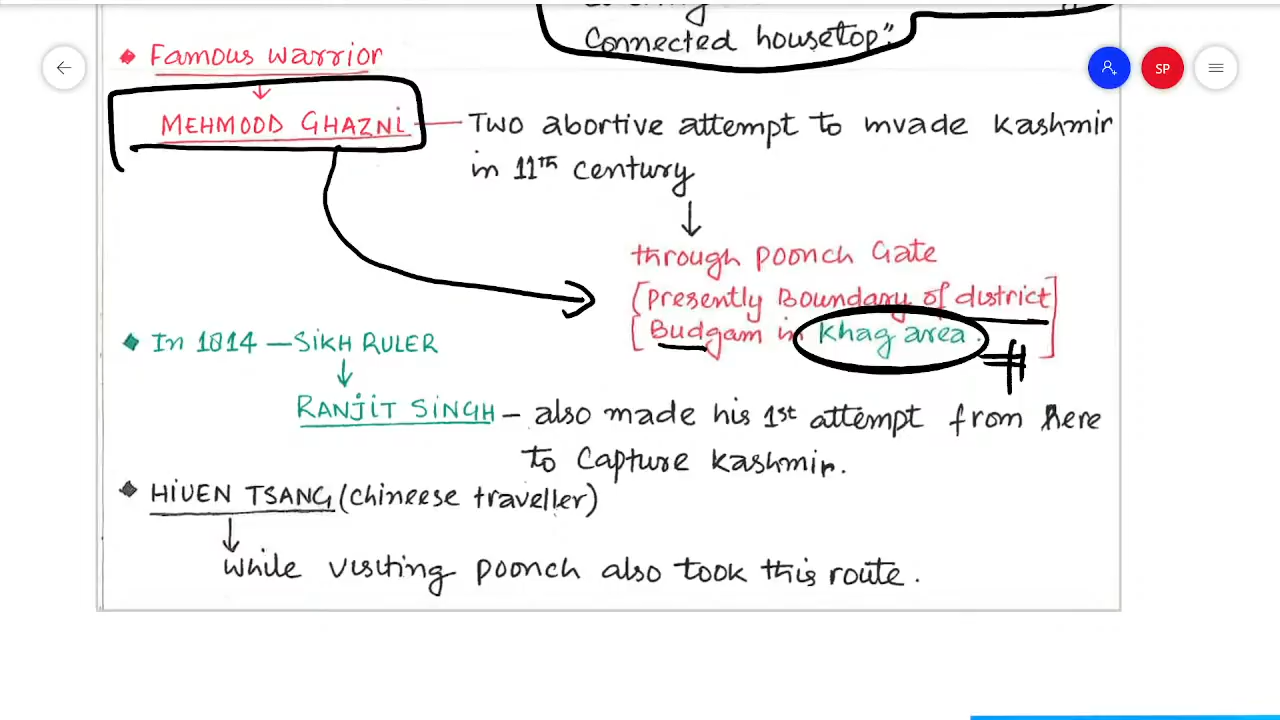 Connected housetop"
Famous warrior
SP
MEHMOOD GHAZNI — Two abortive attempt to invade Kashmir
in 11th century
through Poonch Gate
[Presently Boundary of district]
[Budgam in Khag area.]
In 1814 — SIKH RULER
RANJIT SINGH — also made his 1st attempt from here
to Capture Kashmir.
HIUEN TSANG (Chineese traveller)
While visiting Poonch also took this route.